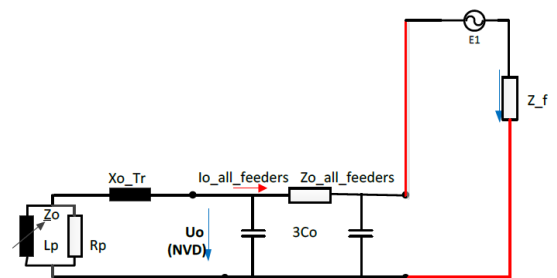 E1
Z_f
Xo_Tr
Io_all_feeders
Zo_all_feeders
Zo
Lp
Rp
Uo
(NVD)
3Co